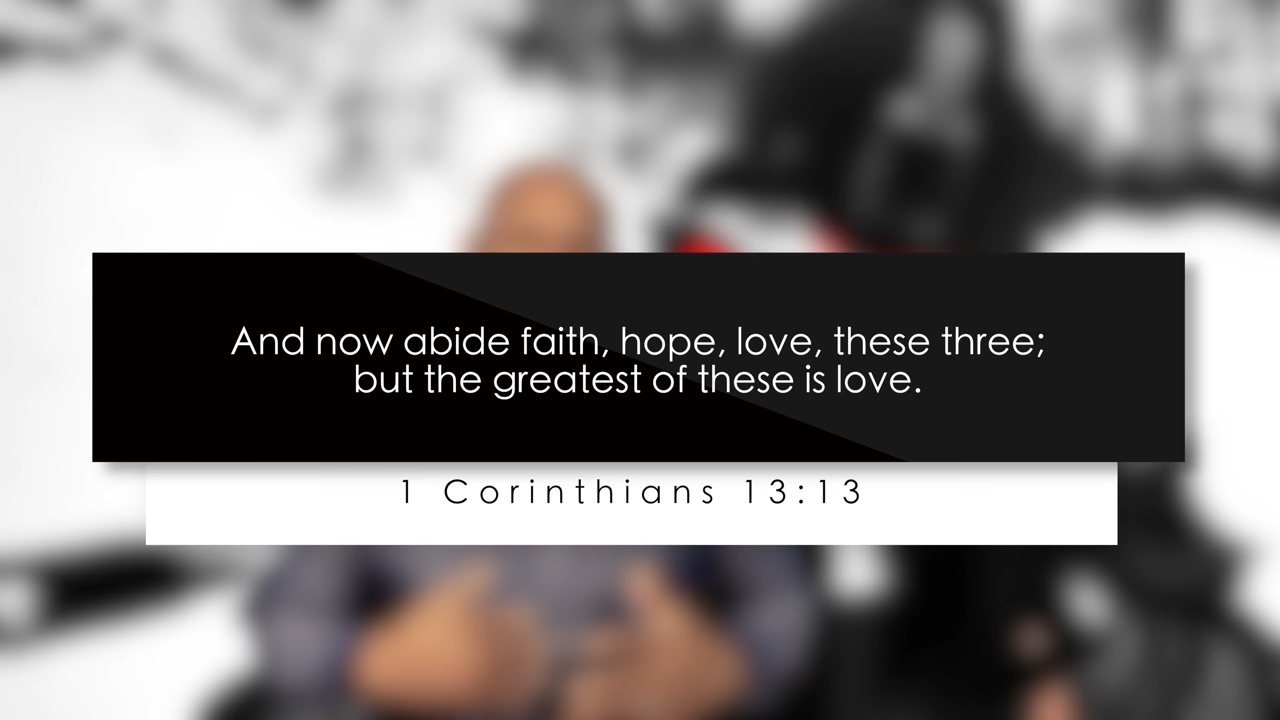 And now abide faith, hope, love, these three;
but the greatest of these is love.
1 Corinthians 13:13